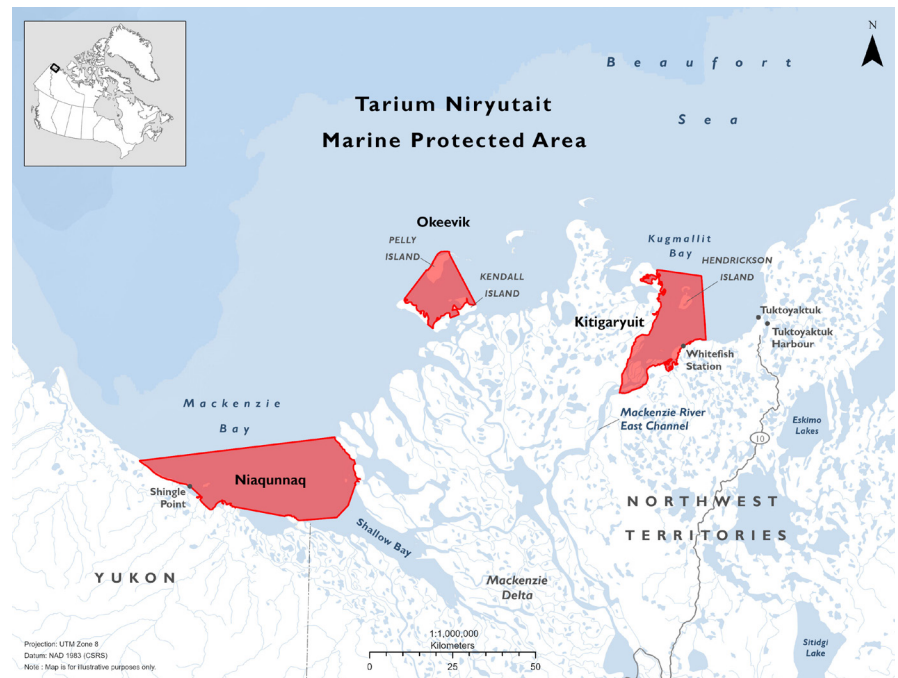 N
Beaufort
Sea
Tarium Niryutait
Marine Protected Area
Okeevik
PELLY
ISLAND
KENDALL
ISLAND
Kugmallit
Bay
HENDRICKSON
ISLAND
Kitigaryuit
Tuktoyaktuk
Tuktoyaktuk
Harbour
Whitefish
Station
Mackenzie River
East Channel
Eskimo
Lakes
10
Mackenzie
Bay
Niaqunnaq
Shingle
Point
Shallow Bay
NORTHWEST
TERRITORIES
YUKON
Mackenzie
Delta
Sitidgi
Lake
Projection: UTM Zone 8
Datum: NAD 1983 (CSRS)
Note : Map is for illustrative purposes only.
1:1,000,000
Kilometers
0 25 50